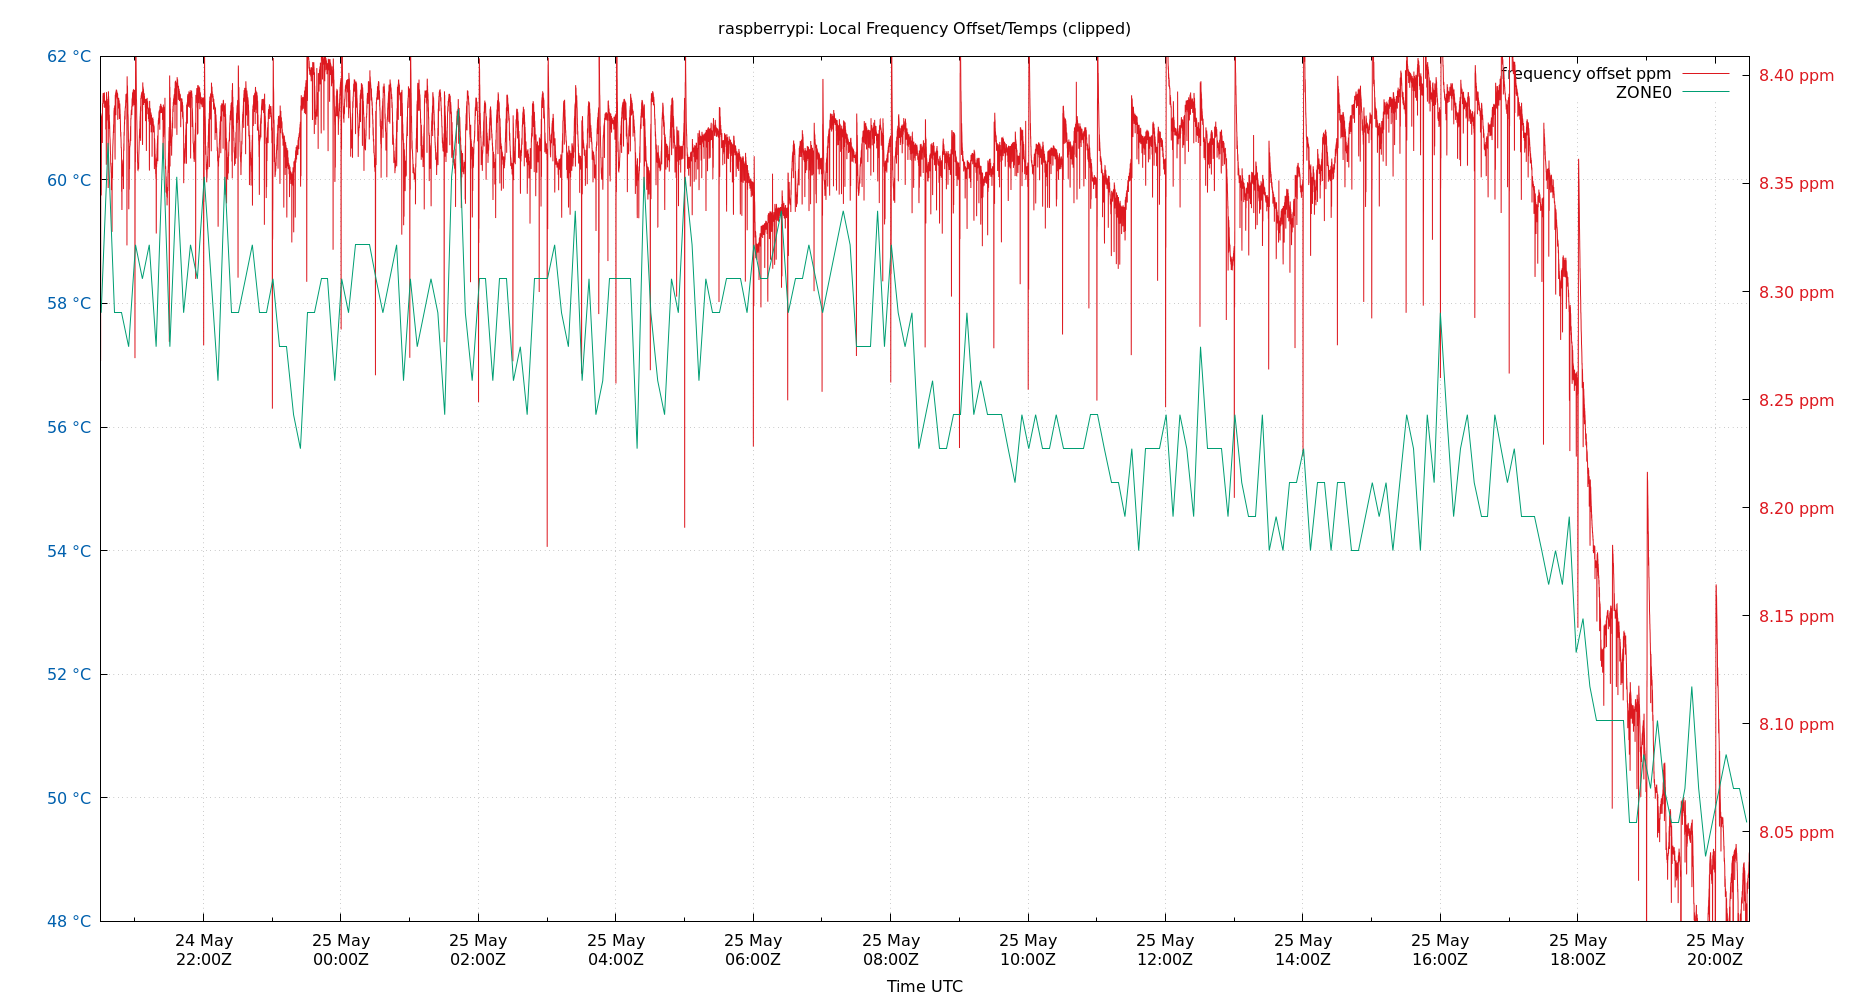 raspberrypi: Local Frequency Offset/Temps (clipped)
62 °C
60 °C
58 °C
56 °C
54 °C
52 °C
50 °C
48 °C
frequency offset ppm
ZONE0
8.40 ppm
8.35 ppm
8.30 ppm
8.25 ppm
8.20 ppm
8.15 ppm
8.10 ppm
8.05 ppm
24 May 25 May 25 May 25 May 25 May 25 May 25 May 25 May 25 May 25 May 25 May 25 May
22:00Z 00:00Z 02:00Z 04:00Z 06:00Z 08:00Z 10:00Z 12:00Z 14:00Z 16:00Z 18:00Z 20:00Z
Time UTC